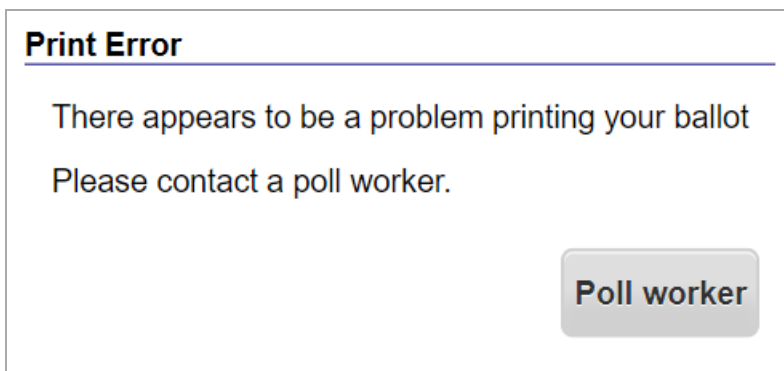 Print Error
There appears to be a problem printing your ballot
Please contact a poll worker.
Poll worker